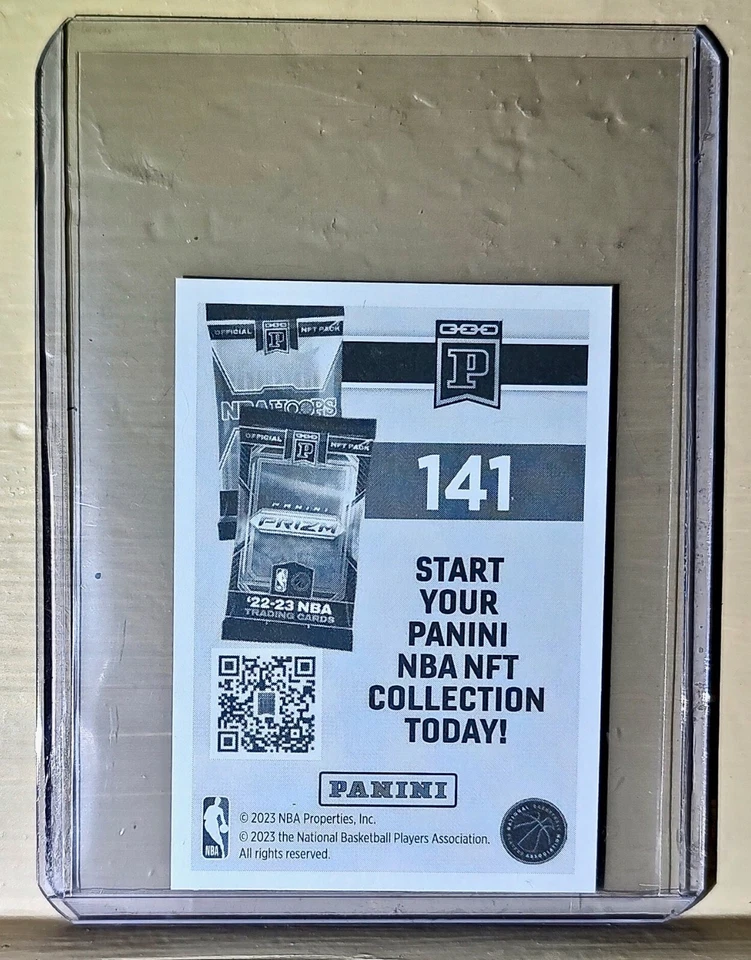 OFFICIAL
NFT PACK
P
NBA HOOPS
OFFICIAL
NFT PACK
P
PANINI
PRIZM
'22-23 NBA
TRADING CARDS
P
141
START
YOUR
PANINI
NBA NFT
COLLECTION
TODAY!
PANINI
NBA
© 2023 NBA Properties, Inc.
© 2023 the National Basketball Players Association.
All rights reserved.